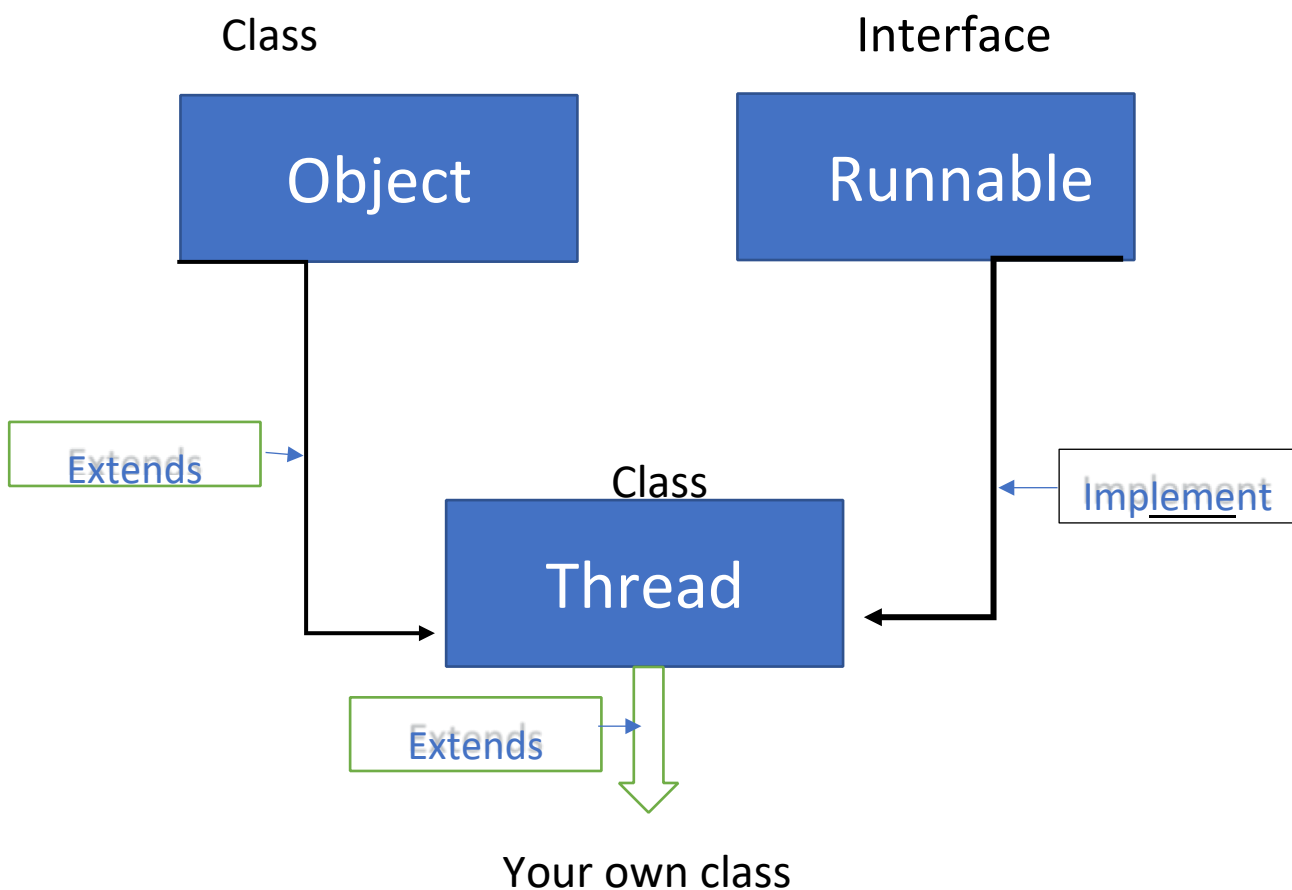 Class
Interface
Object
Runnable
Extends
Class
Implement
Thread
Extends
Your own class